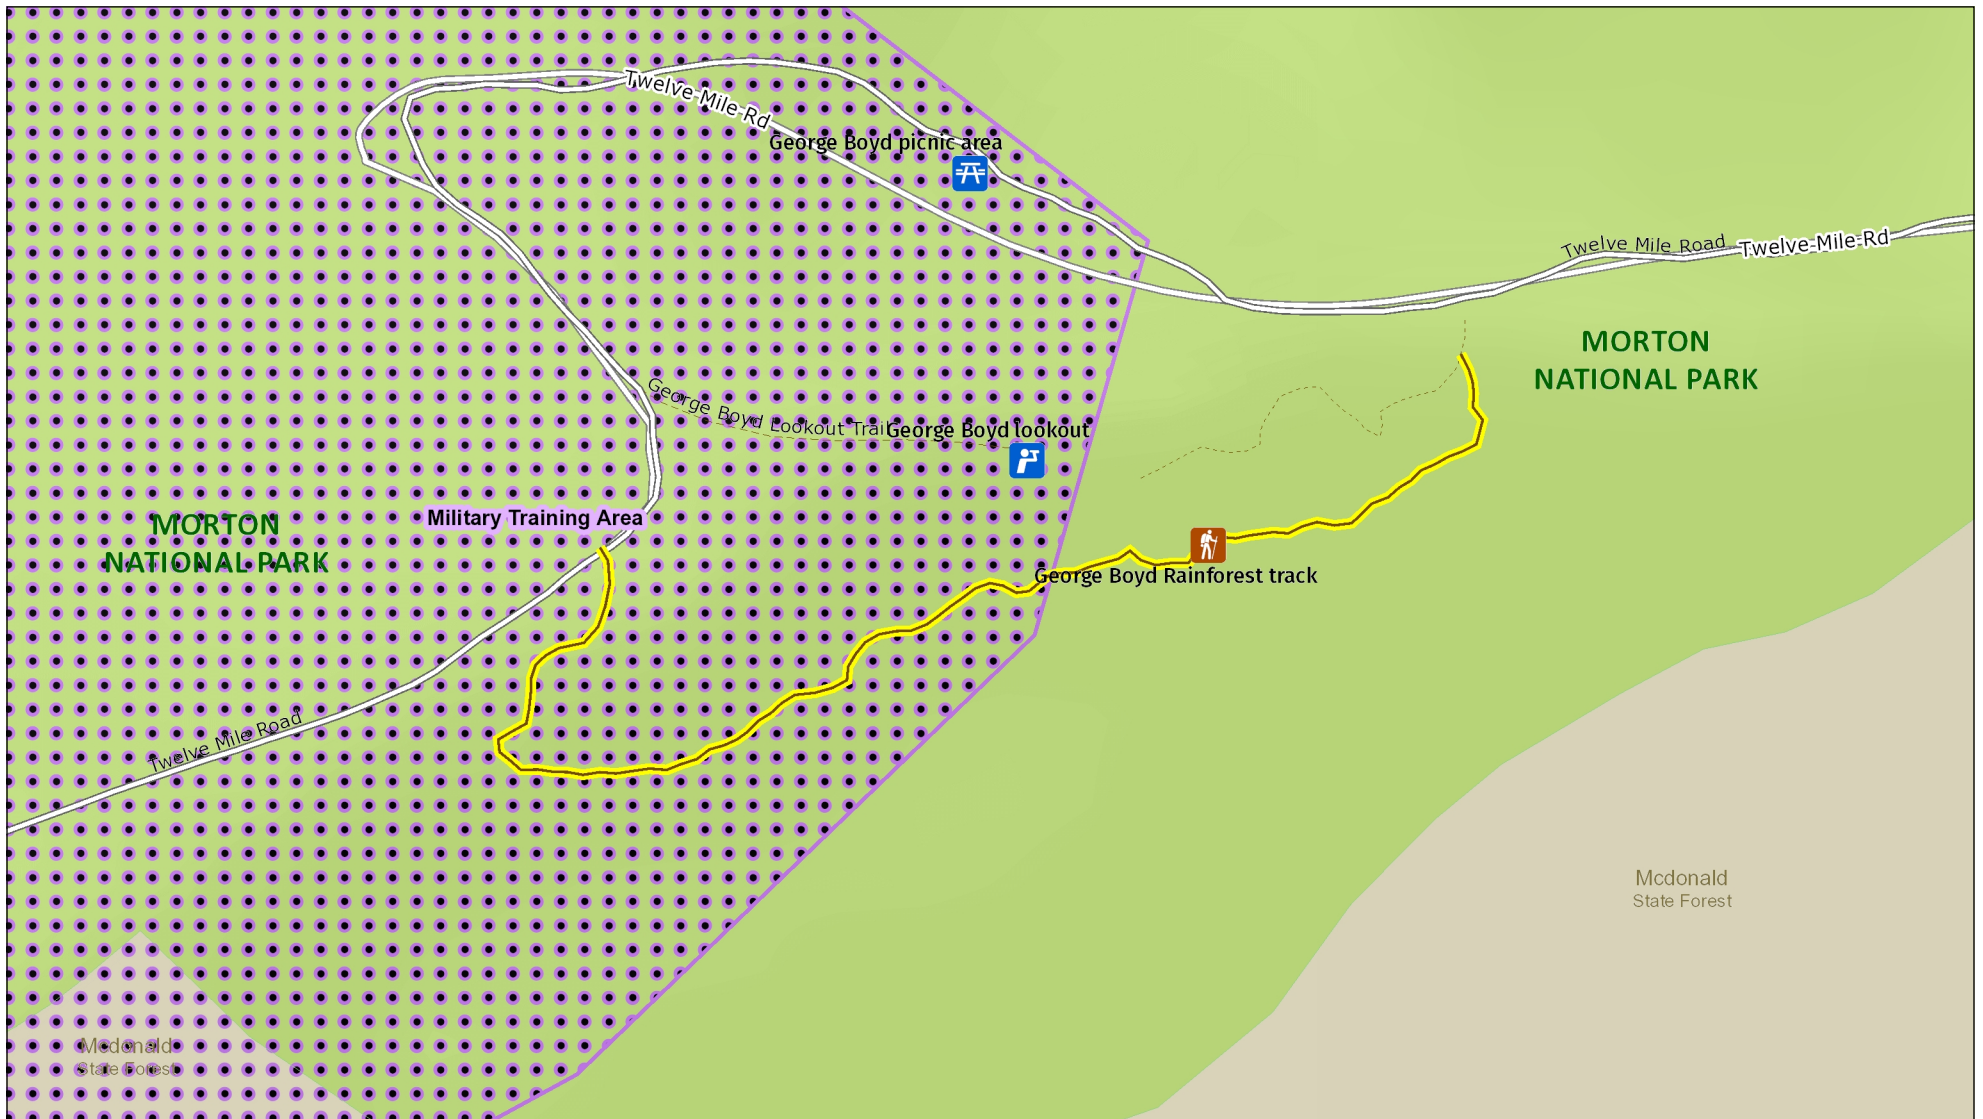 Twelve-Mile-Rd
George Boyd picnic area
Twelve Mile Road
Twelve-Mile-Rd
MORTON
NATIONAL PARK
George Boyd Lookout Trail
George Boyd lookout
Military Training Area
MORTON
NATIONAL PARK
George Boyd Rainforest track
Twelve Mile Road
Mcdonald
State Forest
Mcdonald
State Forest